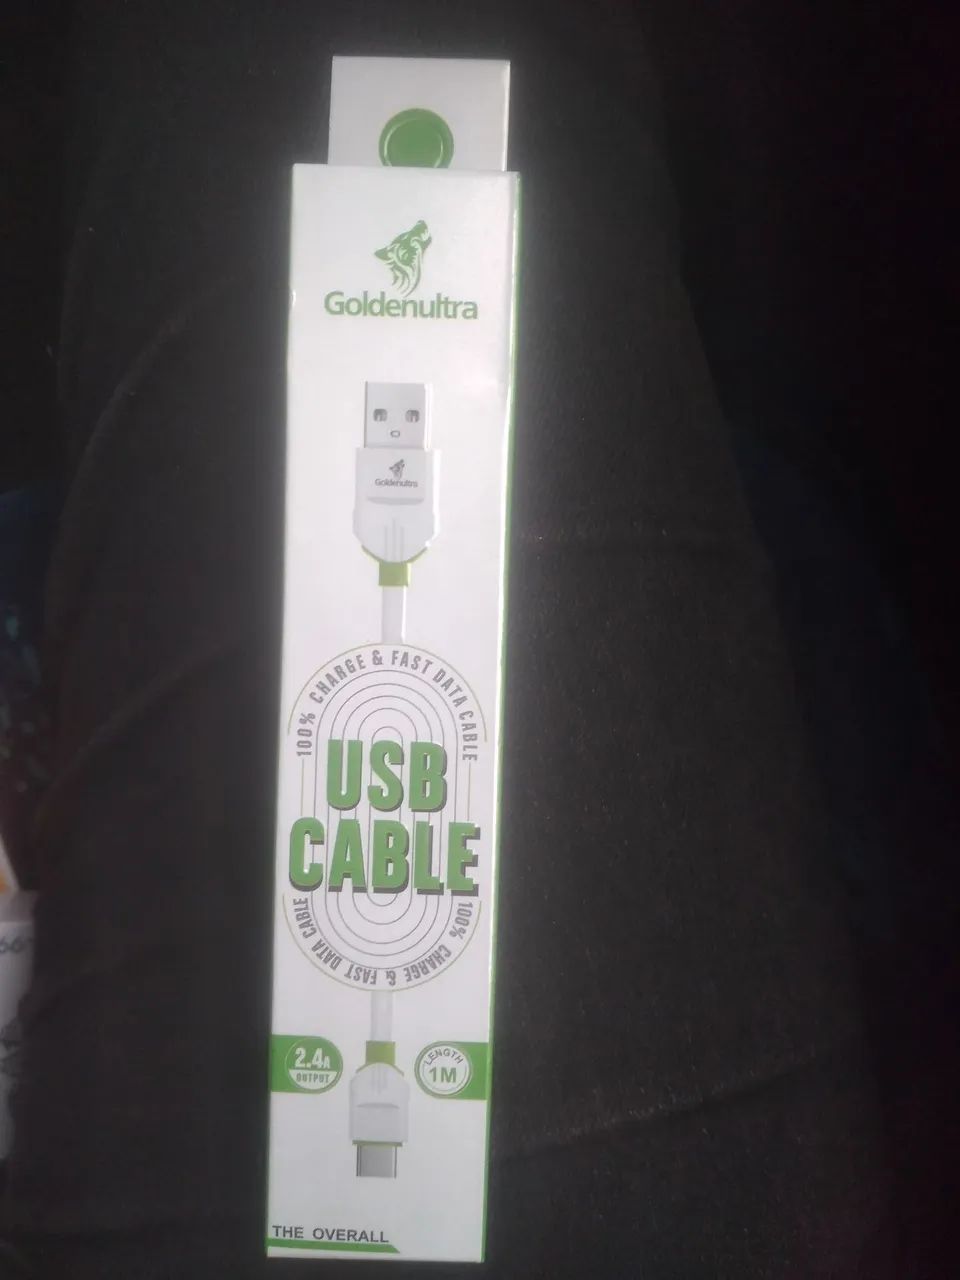 Goldenultra
Goldenultra
100% CHARGE & FAST DATA CABLE
USB
CABLE
100% CHARGE & FAST DATA CABLE
2.4A
OUTPUT
LENGTH
1M
THE OVERALL